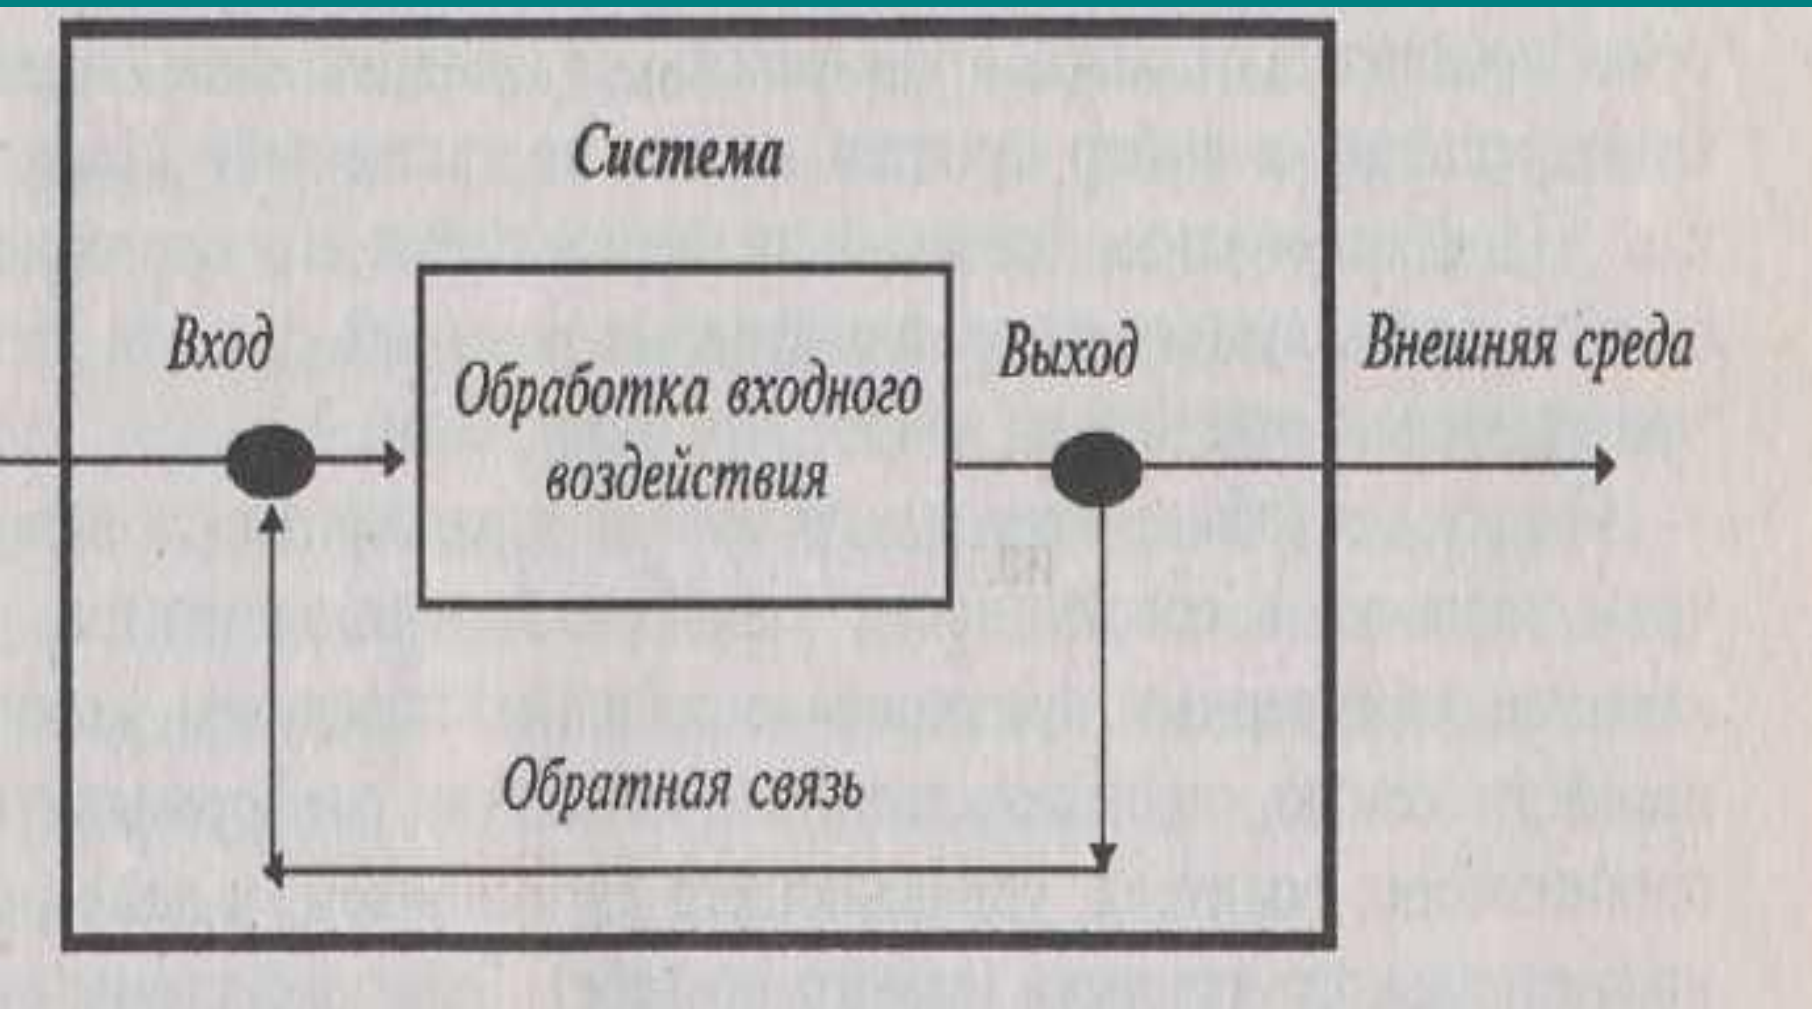 Система
Вход
Обработка входного
воздействия
Выход
Внешняя среда
Обратная связь